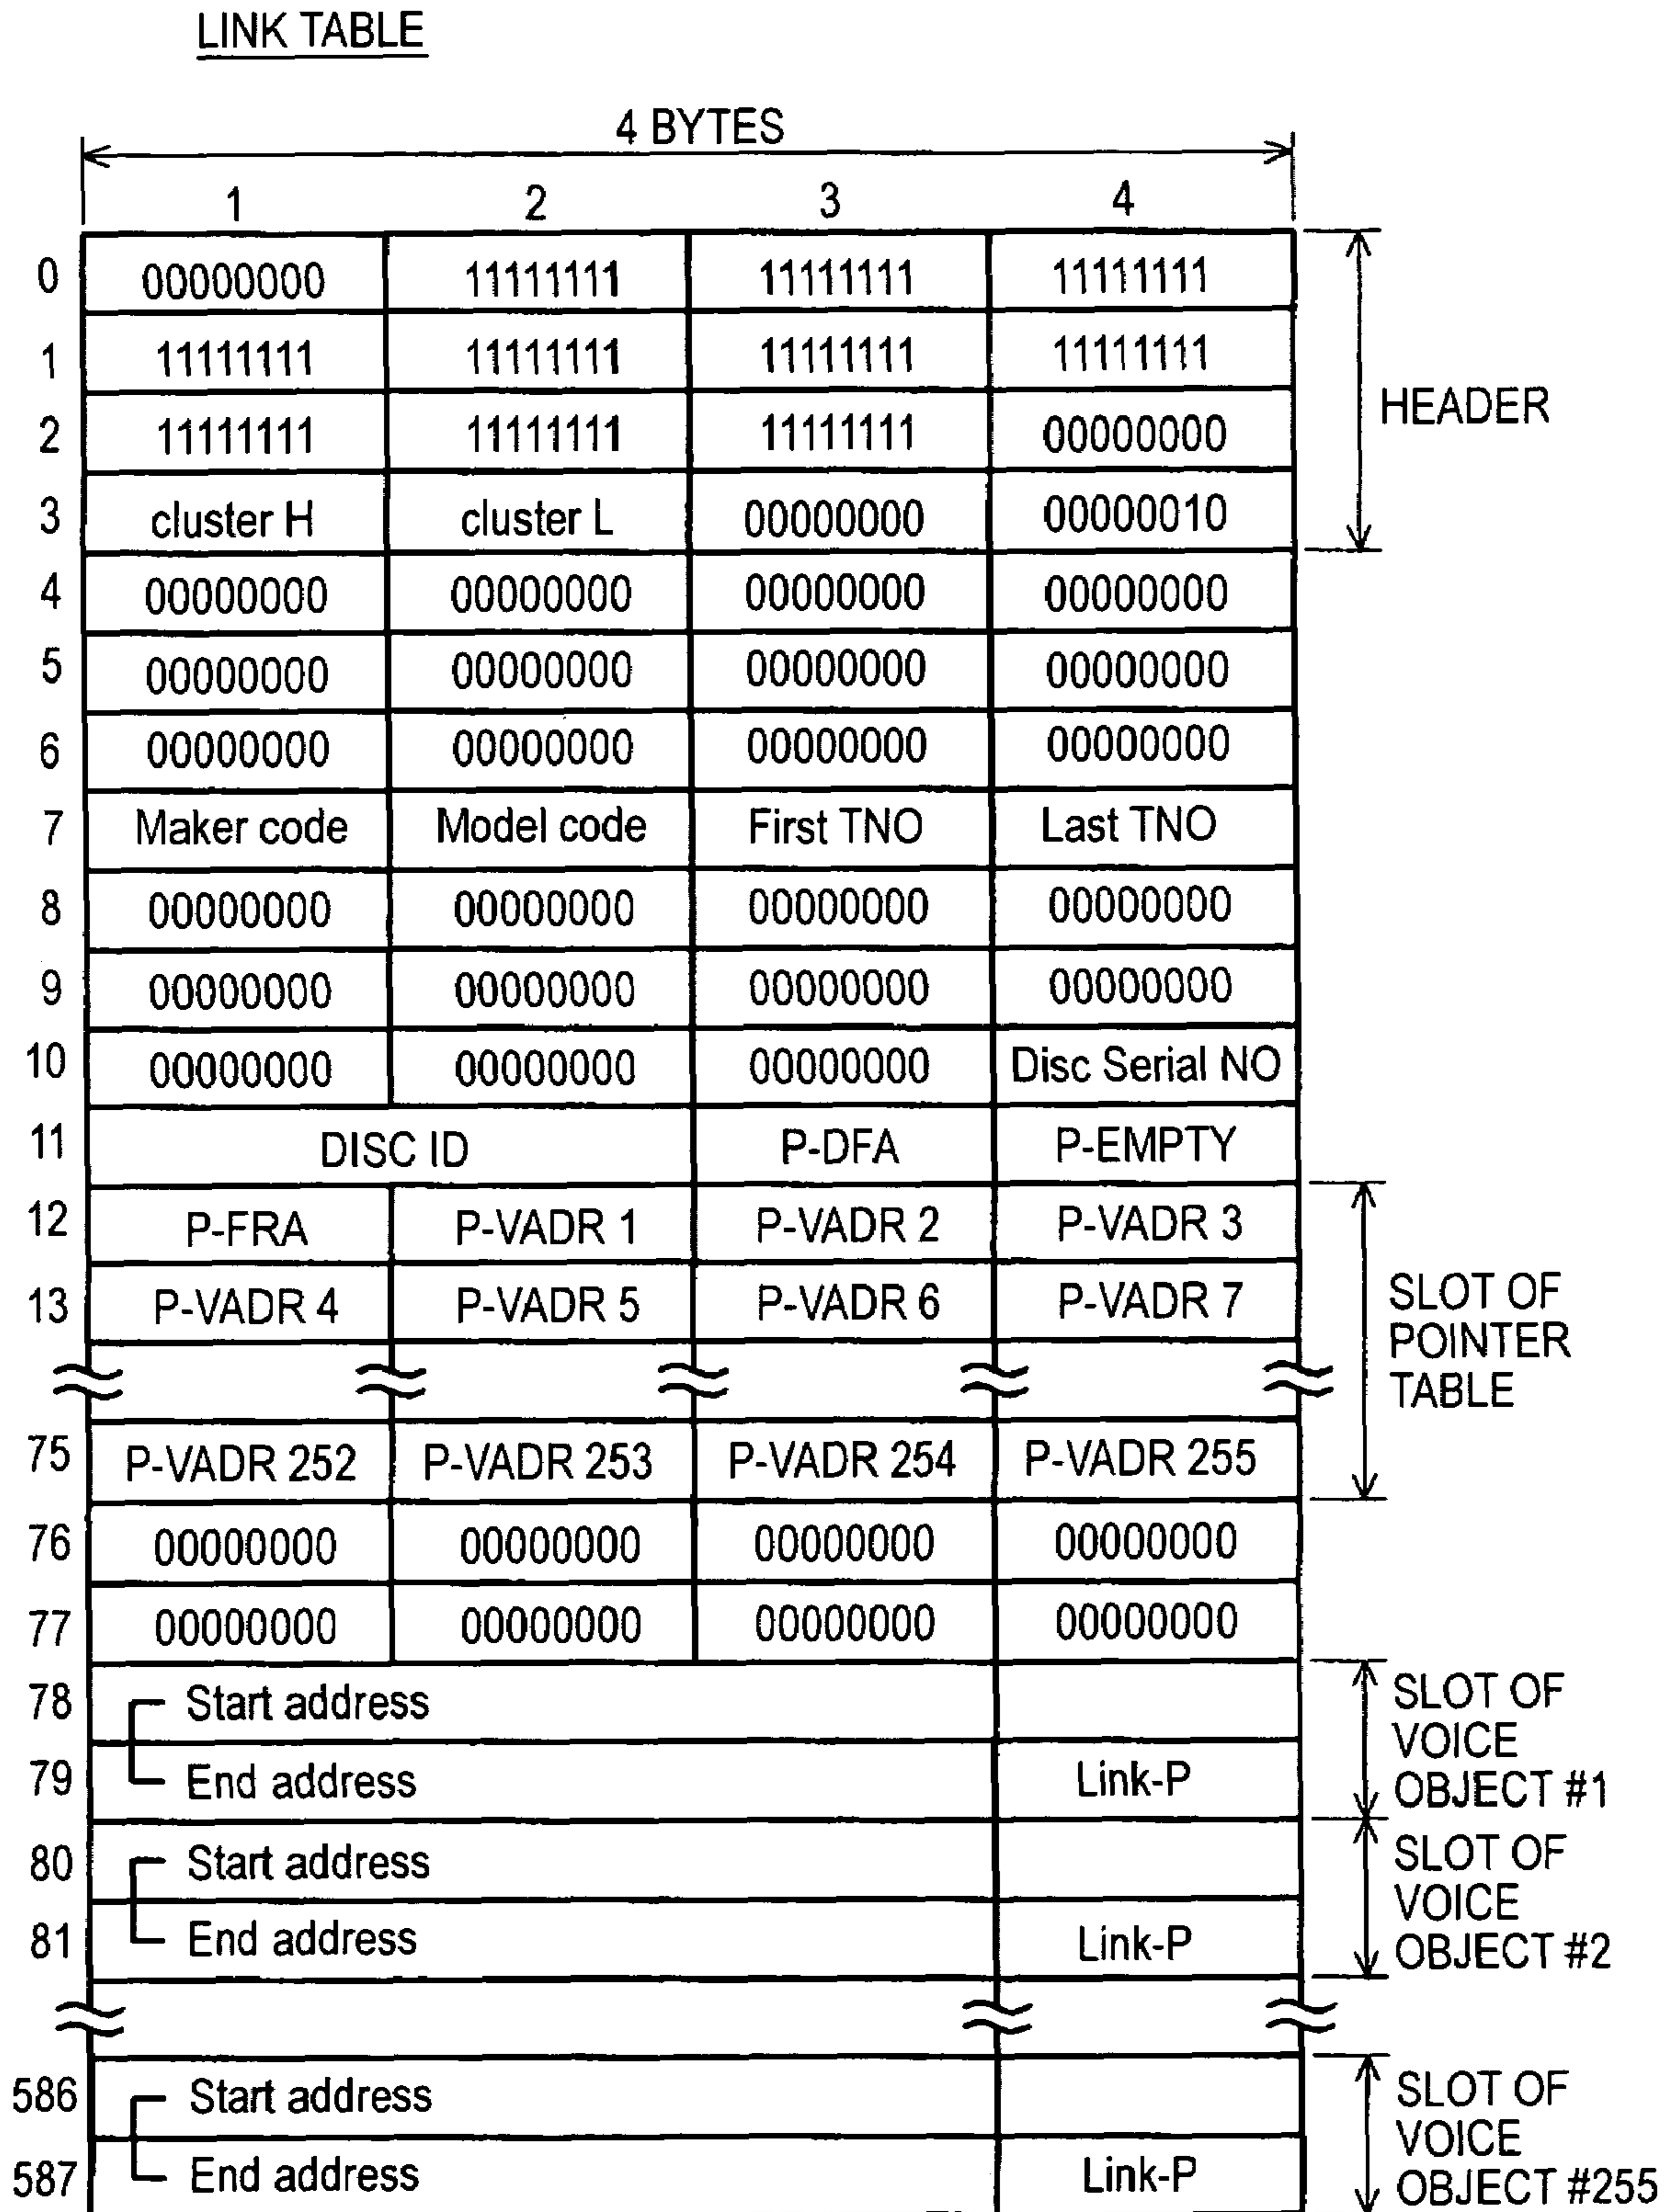 LINK TABLE
4 BYTES
1 2 3 4
0 00000000 11111111 11111111 11111111
1 11111111 11111111 11111111 11111111
2 11111111 11111111 11111111 00000000
HEADER
3 cluster H cluster L 00000000 00000010
4 00000000 00000000 00000000 00000000
5 00000000 00000000 00000000 00000000
6 00000000 00000000 00000000 00000000
7 Maker code Model code First TNO Last TNO
8 00000000 00000000 00000000 00000000
9 00000000 00000000 00000000 00000000
10 00000000 00000000 00000000 Disc Serial NO
11 DISC ID P-DFA P-EMPTY
12 P-FRA P-VADR 1 P-VADR 2 P-VADR 3
13 P-VADR 4 P-VADR 5 P-VADR 6 P-VADR 7
SLOT OF
POINTER
TABLE
75 P-VADR 252 P-VADR 253 P-VADR 254 P-VADR 255
76 00000000 00000000 00000000 00000000
77 00000000 00000000 00000000 00000000
78 Start address
79 End address Link-P
SLOT OF
VOICE
OBJECT #1
80 Start address
81 End address Link-P
SLOT OF
VOICE
OBJECT #2
586 Start address
587 End address Link-P
SLOT OF
VOICE
OBJECT #255